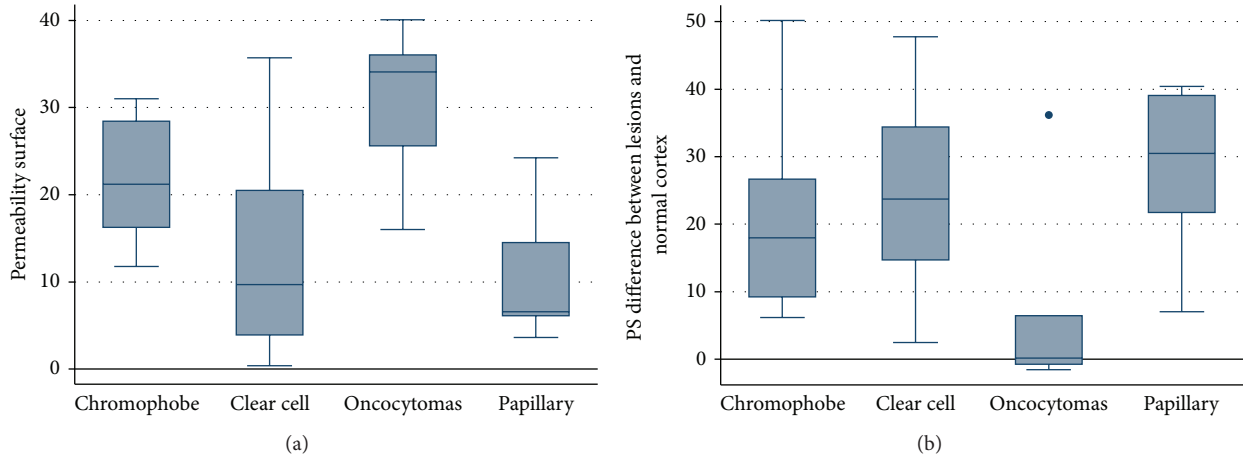 Permeability surface
40
30
20
10
0
Chromophobe Clear cell Oncocytomas Papillary
(a)
PS difference between lesions and
normal cortex
50
40
30
20
10
0
Chromophobe Clear cell Oncocytomas Papillary
(b)